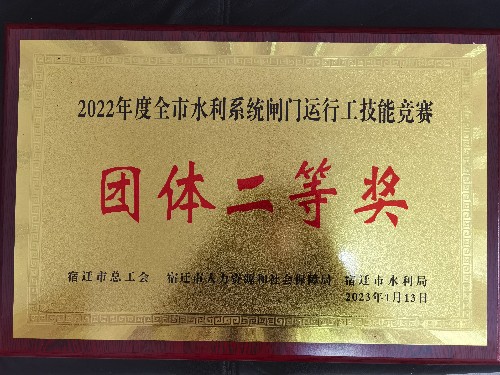 2022年度全市水利系统闸门运行工技能竞赛
团体二等奖
宿迁市总工会 宿迁市人力资源和社会保障局 宿迁市水利局
2023年1月13日